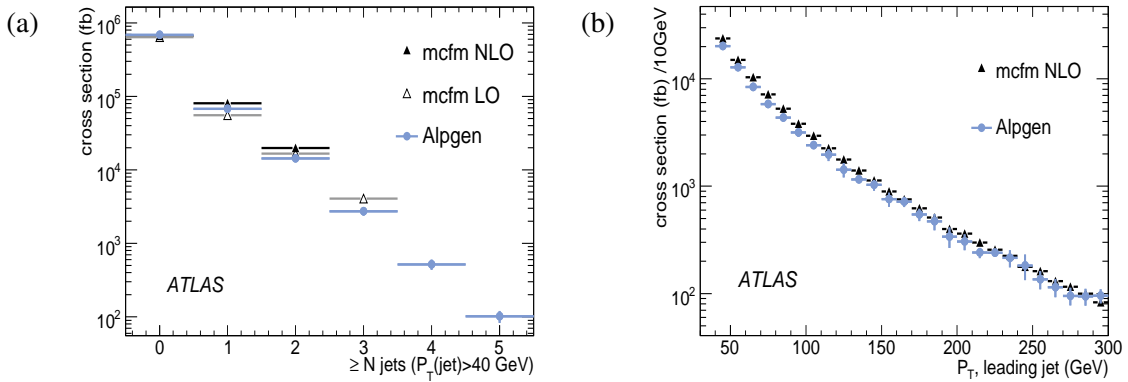 (a)
cross section (fb)
10^6
10^5
10^4
10^3
10^2
mcfm NLO
mcfm LO
Alpgen
ATLAS
0 1 2 3 4 5
≥ N jets (P_T(jet)>40 GeV)
(b)
cross section (fb) /10GeV
10^4
10^3
10^2
mcfm NLO
Alpgen
ATLAS
50 100 150 200 250 300
P_T, leading jet (GeV)